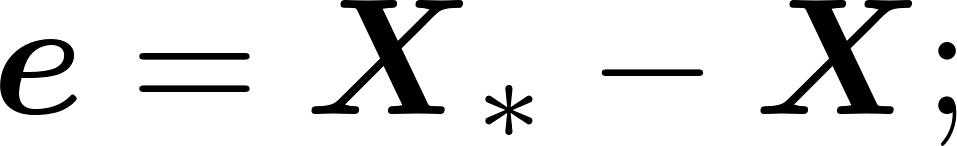 e = X_* − X;